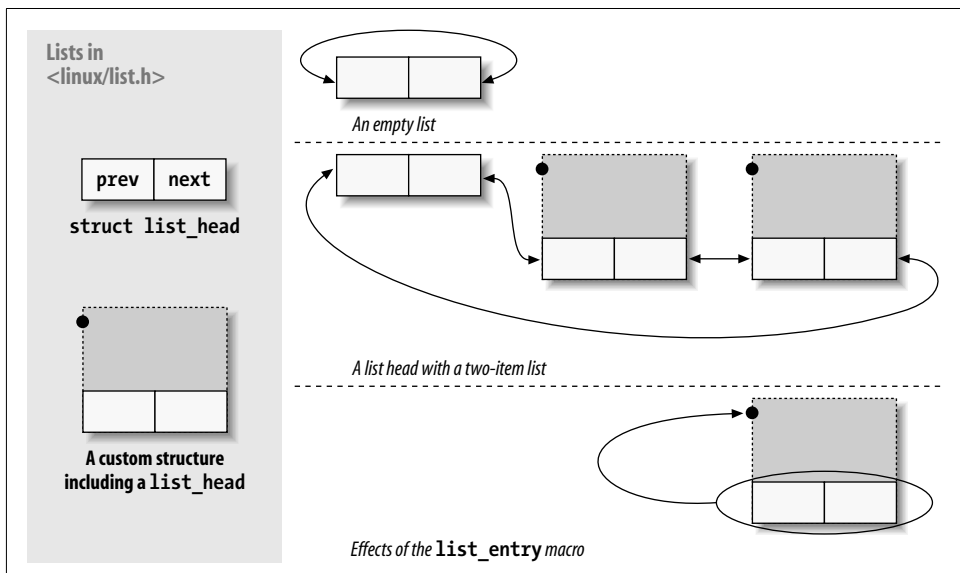 Lists in
<linux/list.h>
prev next
struct list_head
A custom structure
including a list_head
An empty list
A list head with a two-item list
Effects of the list_entry macro